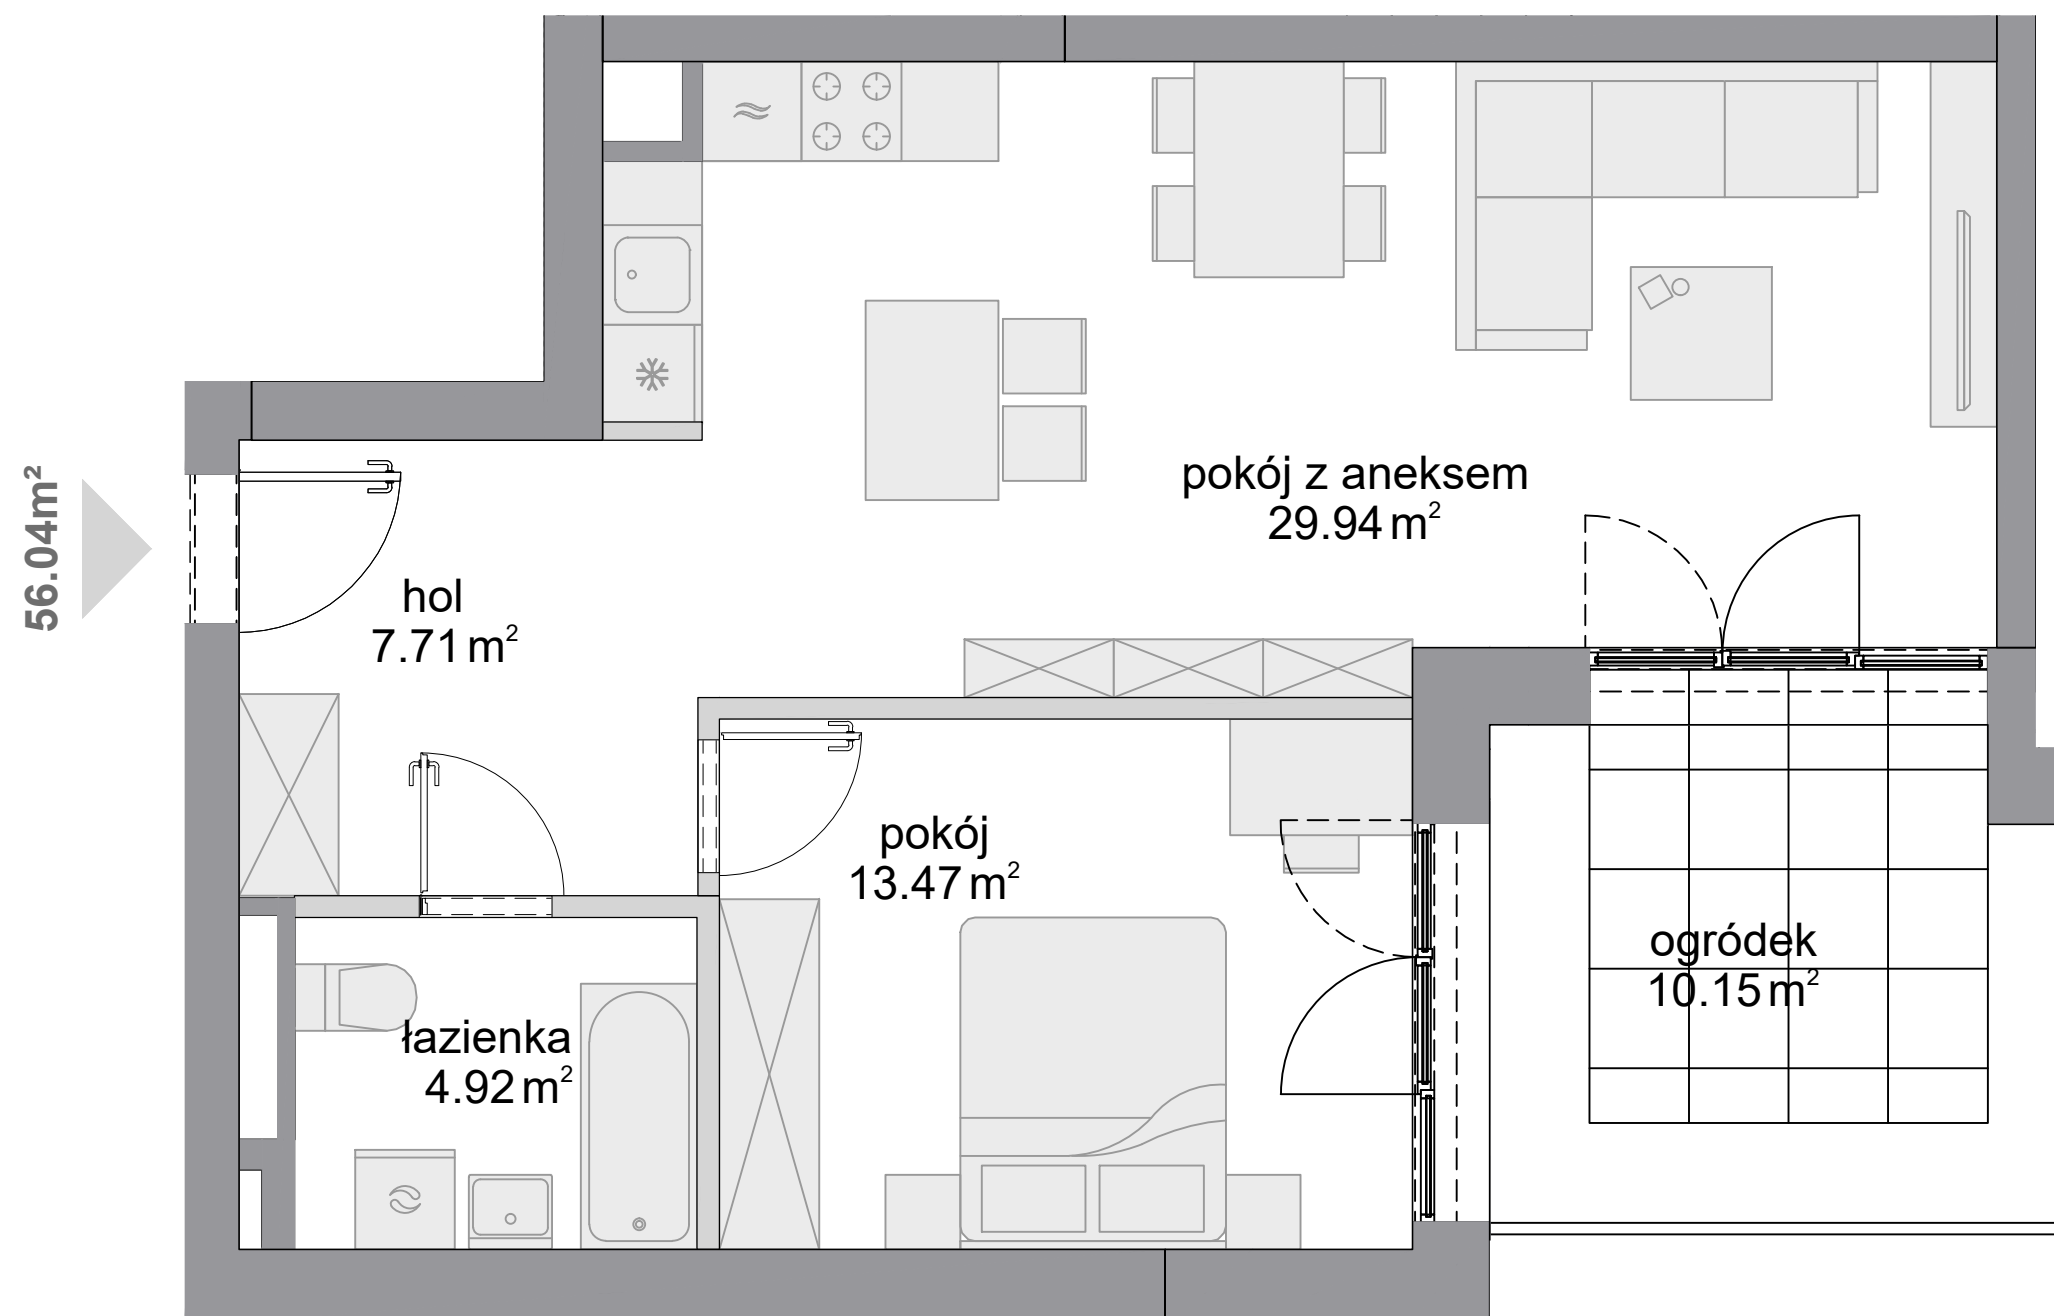 56.04m²
pokój z aneksem
29.94 m²
hol
7.71 m²
pokój
13.47 m²
ogródek
10.15 m²
łazienka
4.92 m²